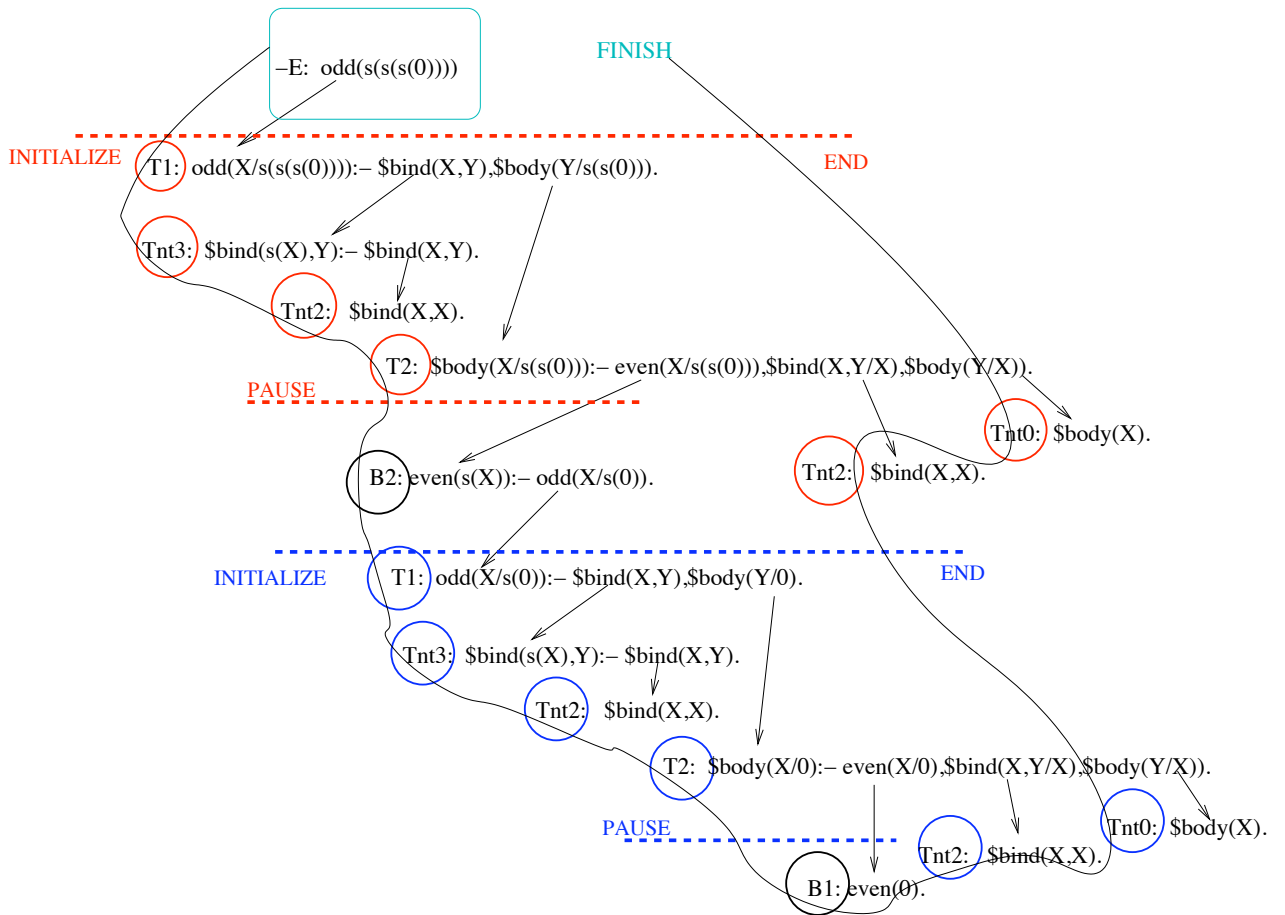 FINISH
–E: odd(s(s(s(0))))
INITIALIZE
END
T1: odd(X/s(s(s(0)))):– $bind(X,Y),$body(Y/s(s(0))).
Tnt3: $bind(s(X),Y):– $bind(X,Y).
Tnt2: $bind(X,X).
T2: $body(X/s(s(0))):– even(X/s(s(0))),$bind(X,Y/X),$body(Y/X)).
PAUSE
Tnt0: $body(X).
Tnt2: $bind(X,X).
B2: even(s(X)):– odd(X/s(0)).
INITIALIZE
END
T1: odd(X/s(0)):– $bind(X,Y),$body(Y/0).
Tnt3: $bind(s(X),Y):– $bind(X,Y).
Tnt2: $bind(X,X).
T2: $body(X/0):– even(X/0),$bind(X,Y/X),$body(Y/X)).
PAUSE
Tnt0: $body(X).
Tnt2: $bind(X,X).
B1: even(0).